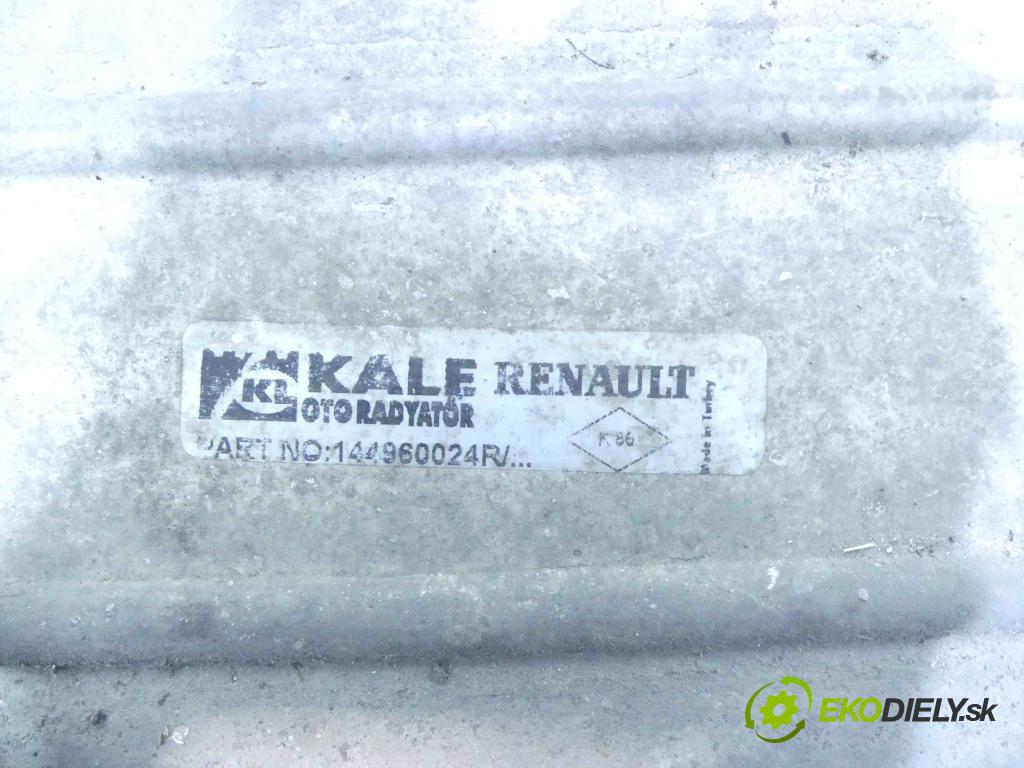 KL KALE RENAULT
OTO RADYATÖR
PART NO:144960024R/...
K 86
Made in Turkey
EKODIELY.sk